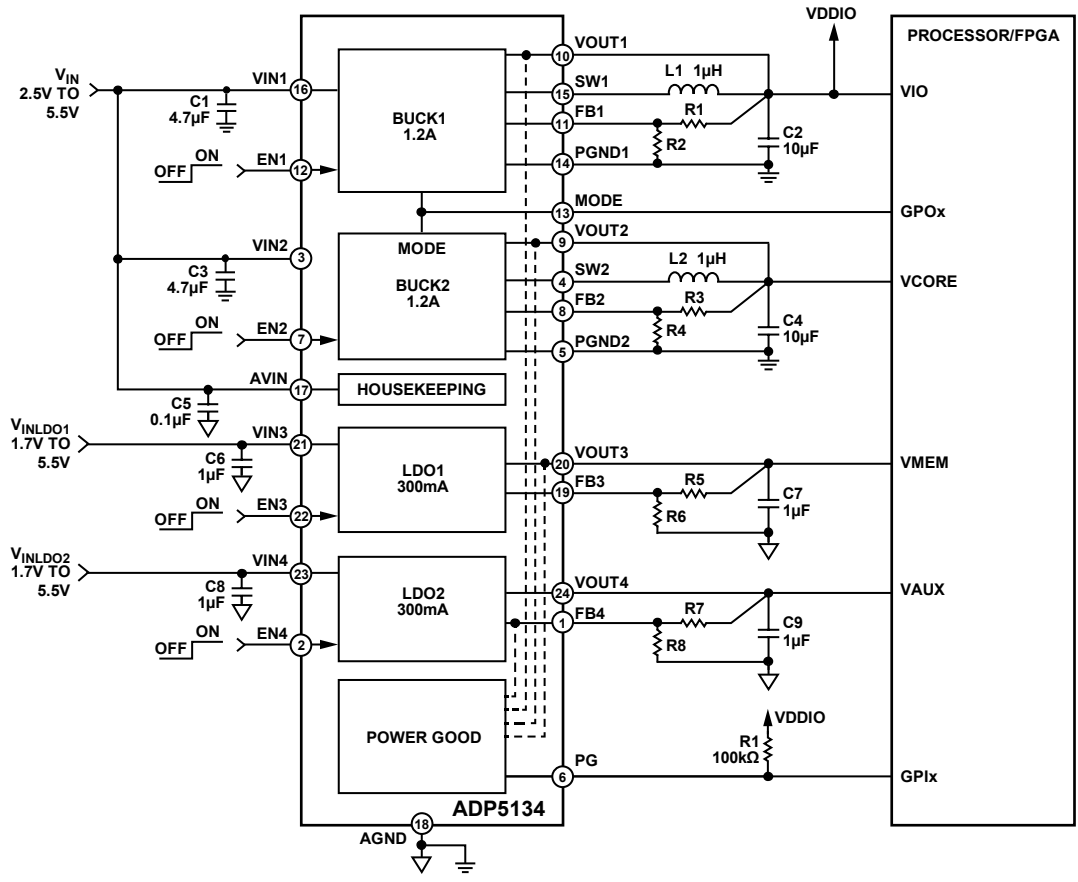 VDDIO
PROCESSOR/FPGA
VIN
2.5V TO
5.5V
VIN1
16
C1
4.7µF
BUCK1
1.2A
10
VOUT1
15
SW1
L1 1µH
VIO
11
FB1
R1
R2
C2
10µF
14
PGND1
OFF
ON
EN1
12
13
MODE
GPOx
VIN2
3
C3
4.7µF
MODE
BUCK2
1.2A
9
VOUT2
4
SW2
L2 1µH
VCORE
8
FB2
R3
R4
C4
10µF
5
PGND2
OFF
ON
EN2
7
AVIN
17
HOUSEKEEPING
C5
0.1µF
VINLDO1
1.7V TO
5.5V
VIN3
21
C6
1µF
LDO1
300mA
20
VOUT3
VMEM
19
FB3
R5
R6
C7
1µF
OFF
ON
EN3
22
VINLDO2
1.7V TO
5.5V
VIN4
23
C8
1µF
LDO2
300mA
24
VOUT4
VAUX
1
FB4
R7
R8
C9
1µF
OFF
ON
EN4
2
POWER GOOD
VDDIO
R1
100kΩ
6
PG
GPIx
ADP5134
18
AGND